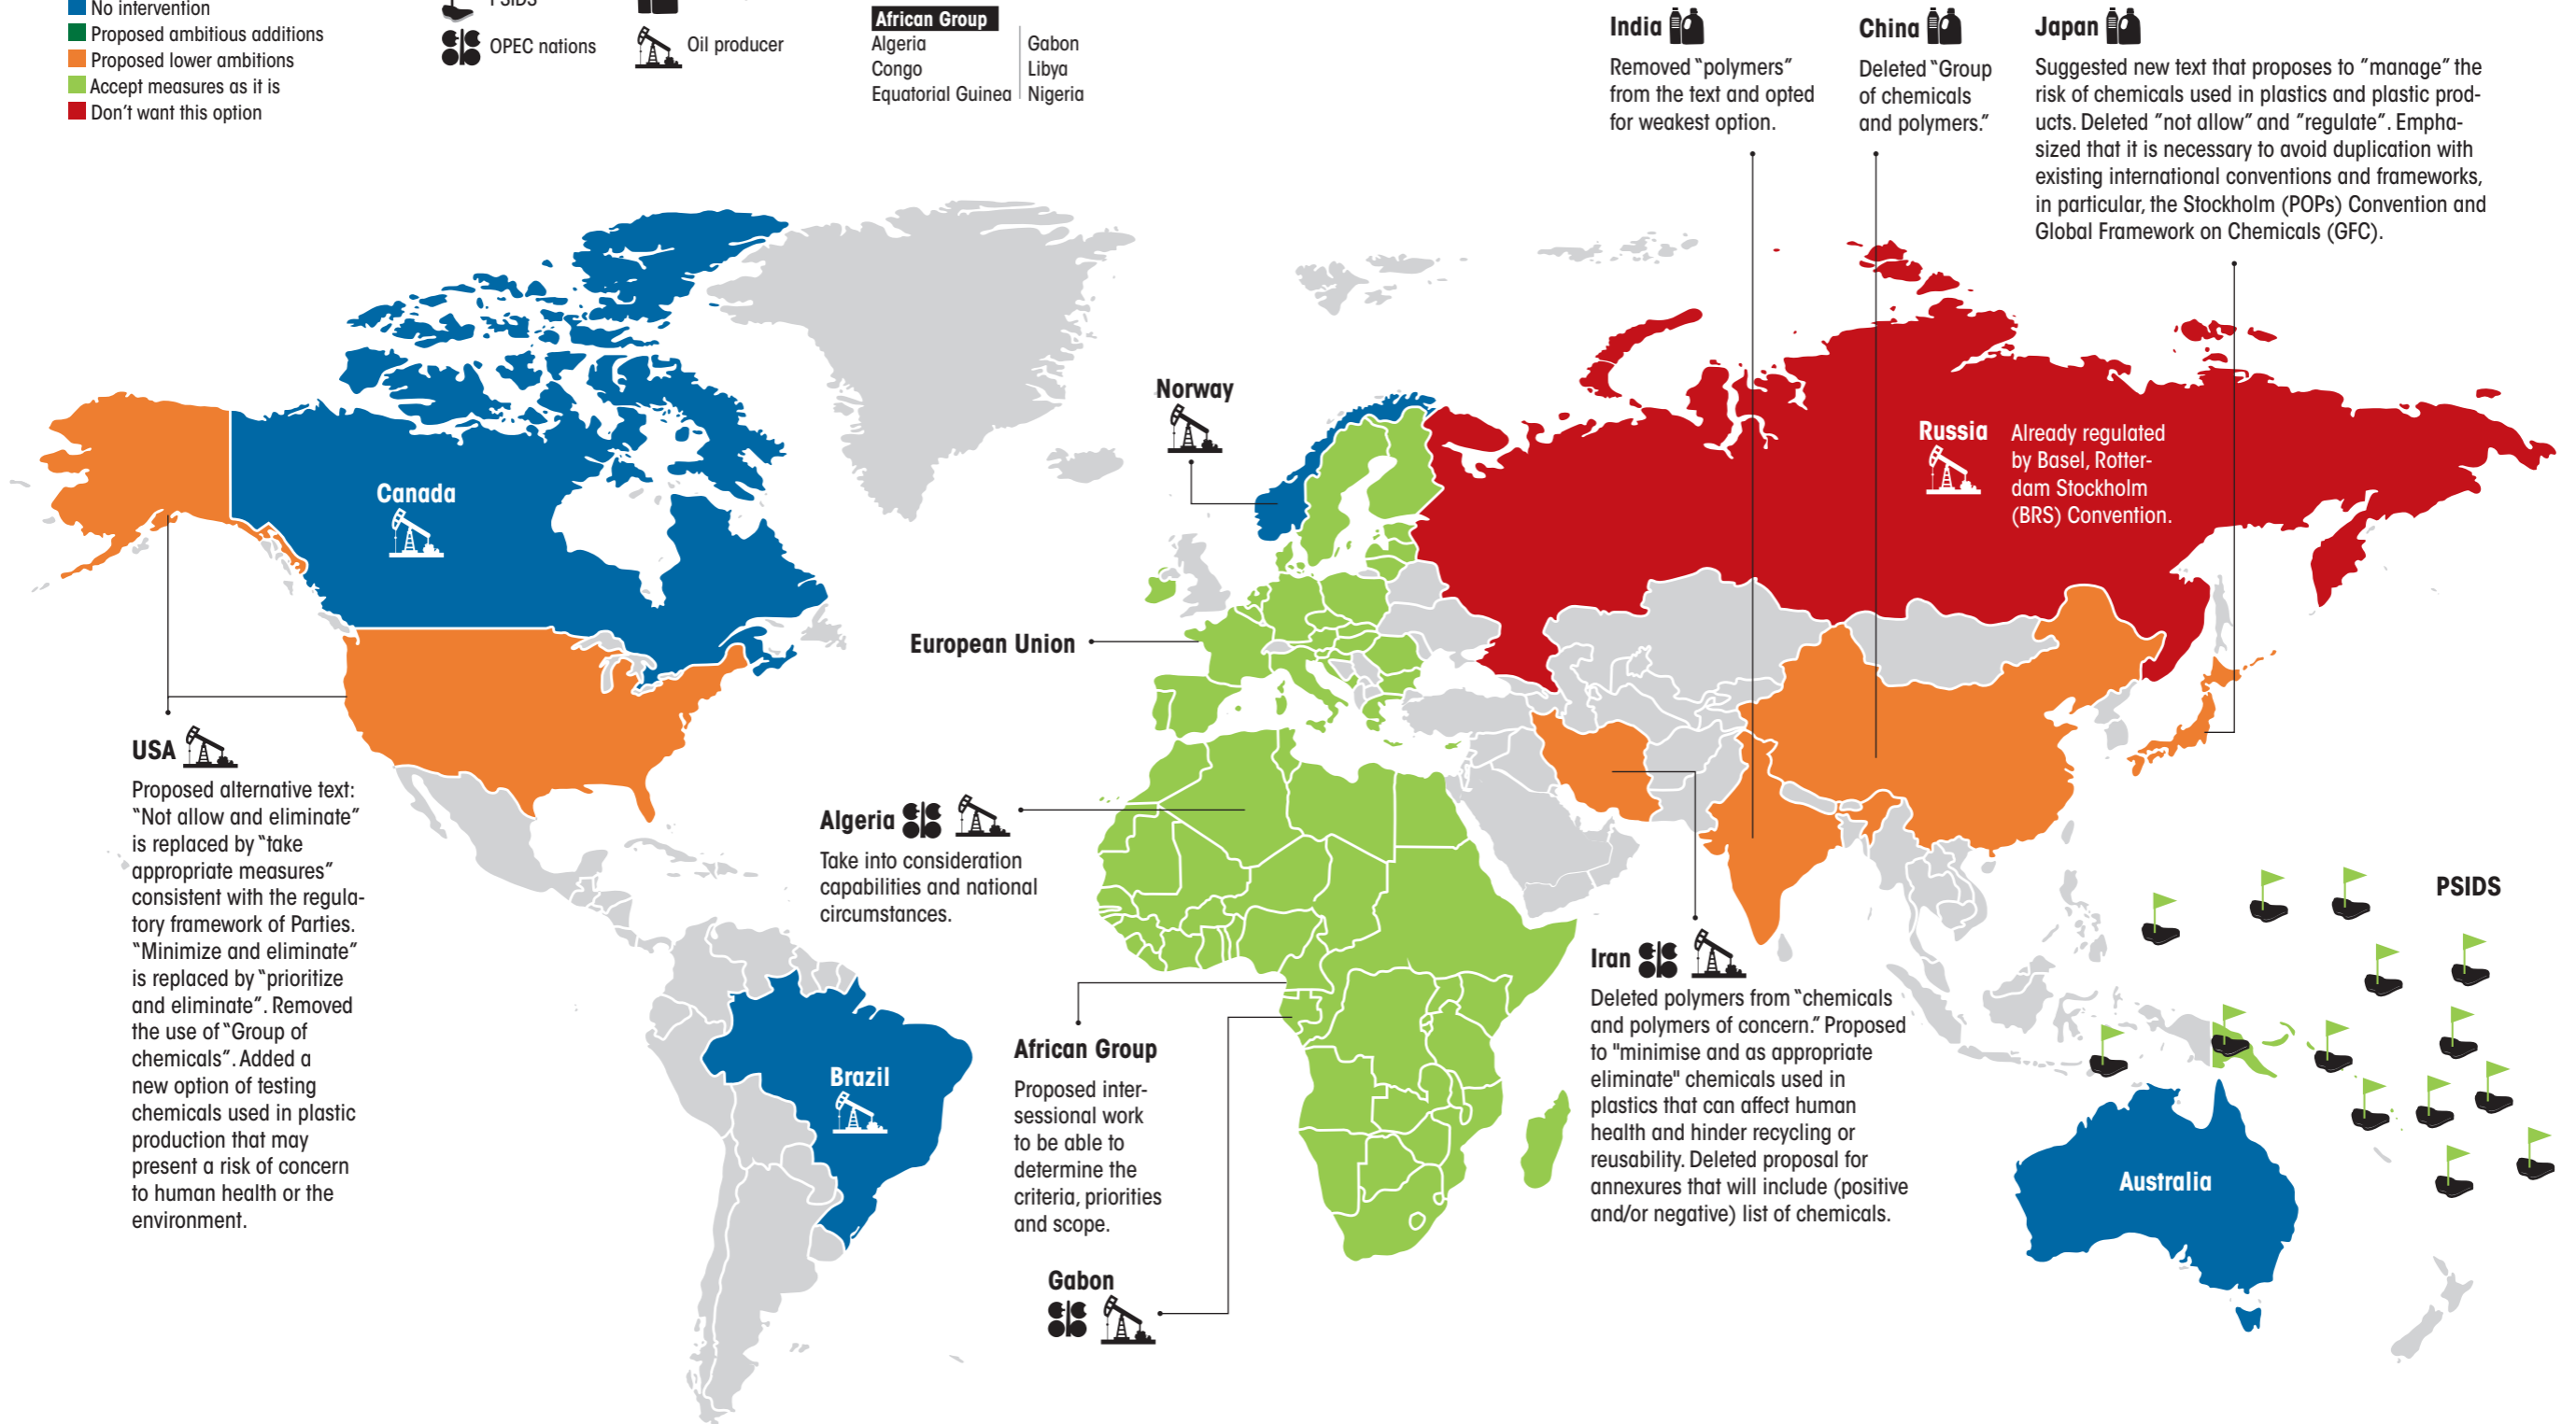 No intervention
Proposed ambitious additions
Proposed lower ambitions
Accept measures as it is
Don't want this option
PSIDS
OPEC nations
Oil producer
African Group
Algeria
Congo
Equatorial Guinea
Gabon
Libya
Nigeria
India
Removed “polymers”
from the text and opted
for weakest option.
China
Deleted “Group
of chemicals
and polymers.”
Japan
Suggested new text that proposes to “manage” the
risk of chemicals used in plastics and plastic prod-
ucts. Deleted “not allow” and “regulate”. Empha-
sized that it is necessary to avoid duplication with
existing international conventions and frameworks,
in particular, the Stockholm (POPs) Convention and
Global Framework on Chemicals (GFC).
Norway
Russia
Already regulated
by Basel, Rotter-
dam Stockholm
(BRS) Convention.
Canada
European Union
USA
Proposed alternative text:
“Not allow and eliminate”
is replaced by “take
appropriate measures”
consistent with the regula-
tory framework of Parties.
“Minimize and eliminate”
is replaced by “prioritize
and eliminate”. Removed
the use of “Group of
chemicals”. Added a
new option of testing
chemicals used in plastic
production that may
present a risk of concern
to human health or the
environment.
Algeria
Take into consideration
capabilities and national
circumstances.
PSIDS
Iran
Deleted polymers from “chemicals
and polymers of concern.” Proposed
to "minimise and as appropriate
eliminate" chemicals used in
plastics that can affect human
health and hinder recycling or
reusability. Deleted proposal for
annexures that will include (positive
and/or negative) list of chemicals.
African Group
Proposed inter-
sessional work
to be able to
determine the
criteria, priorities
and scope.
Brazil
Australia
Gabon